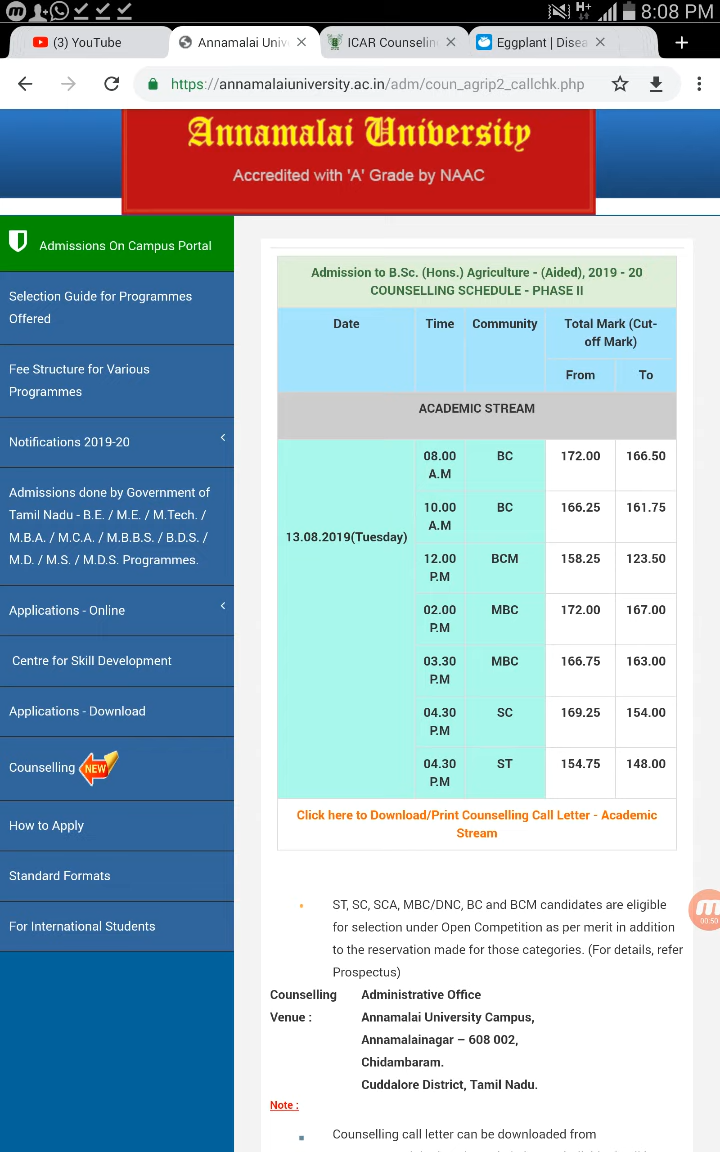 8:08 PM
(3) YouTube
Annamalai Univ
ICAR Counselin
Eggplant | Disea
https://annamalaiuniversity.ac.in/adm/coun_agrip2_callchk.php
Annamalai University
Accredited with 'A' Grade by NAAC
Admissions On Campus Portal
Selection Guide for Programmes
Offered
Fee Structure for Various
Programmes
Notifications 2019-20
Admissions done by Government of
Tamil Nadu - B.E. / M.E. / M.Tech. /
M.B.A. / M.C.A. / M.B.B.S. / B.D.S. /
M.D. / M.S. / M.D.S. Programmes.
Applications - Online
Centre for Skill Development
Applications - Download
Counselling NEW
How to Apply
Standard Formats
For International Students
Admission to B.Sc. (Hons.) Agriculture - (Aided), 2019 - 20
COUNSELLING SCHEDULE - PHASE II
Date Time Community Total Mark (Cut-
off Mark)
From To
ACADEMIC STREAM
13.08.2019(Tuesday)
08.00 BC 172.00 166.50
A.M
10.00 BC 166.25 161.75
A.M
12.00 BCM 158.25 123.50
P.M
02.00 MBC 172.00 167.00
P.M
03.30 MBC 166.75 163.00
P.M
04.30 SC 169.25 154.00
P.M
04.30 ST 154.75 148.00
P.M
Click here to Download/Print Counselling Call Letter - Academic
Stream
ST, SC, SCA, MBC/DNC, BC and BCM candidates are eligible
for selection under Open Competition as per merit in addition
to the reservation made for those categories. (For details, refer
Prospectus)
Counselling Administrative Office
Venue : Annamalai University Campus,
Annamalainagar – 608 002,
Chidambaram.
Cuddalore District, Tamil Nadu.
Note :
Counselling call letter can be downloaded from